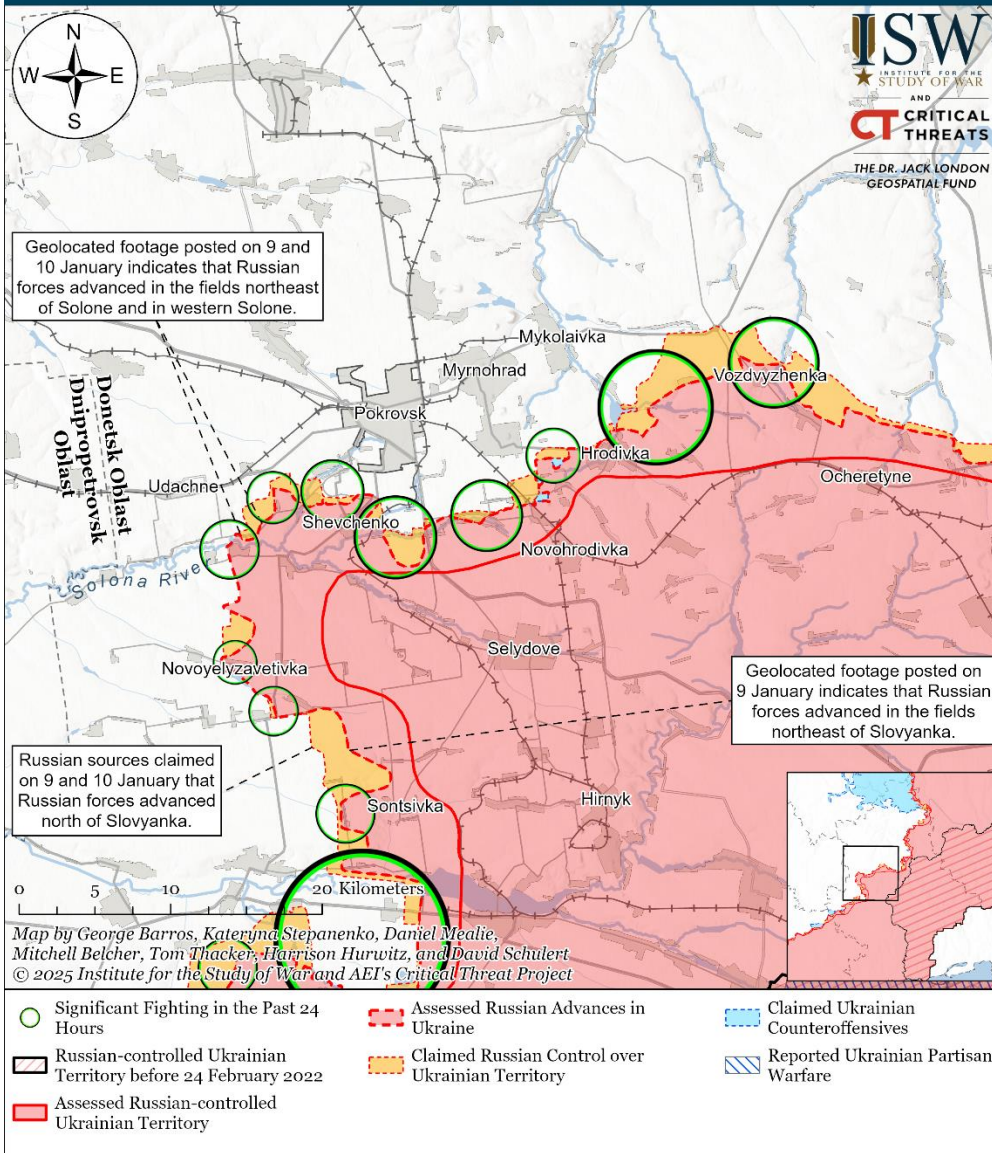 N
W E
S
ISW
INSTITUTE FOR THE
STUDY OF WAR
AND
CT CRITICAL
THREATS
THE DR. JACK LONDON
GEOSPATIAL FUND
Geolocated footage posted on 9 and
10 January indicates that Russian
forces advanced in the fields northeast
of Solone and in western Solone.
Mykolaivka
Myrnohrad
Vozdvyzhenka
Pokrovsk
Donetsk Oblast
Dnipropetrovsk
Oblast
Hrodivka
Udachne
Ocheretyne
Shevchenko
Novohrodivka
Solona River
Selydove
Novoyelyzavetivka
Geolocated footage posted on
9 January indicates that Russian
forces advanced in the fields
northeast of Slovyanka.
Russian sources claimed
on 9 and 10 January that
Russian forces advanced
north of Slovyanka.
Sontsivka
Hirnyk
0 5 10 20 Kilometers
Map by George Barros, Kateryna Stepanenko, Daniel Mealie,
Mitchell Belcher, Tom Thacker, Harrison Hurwitz, and David Schulert
© 2025 Institute for the Study of War and AEI's Critical Threat Project
Significant Fighting in the Past 24
Hours
Russian-controlled Ukrainian
Territory before 24 February 2022
Assessed Russian-controlled
Ukrainian Territory
Assessed Russian Advances in
Ukraine
Claimed Russian Control over
Ukrainian Territory
Claimed Ukrainian
Counteroffensives
Reported Ukrainian Partisan
Warfare